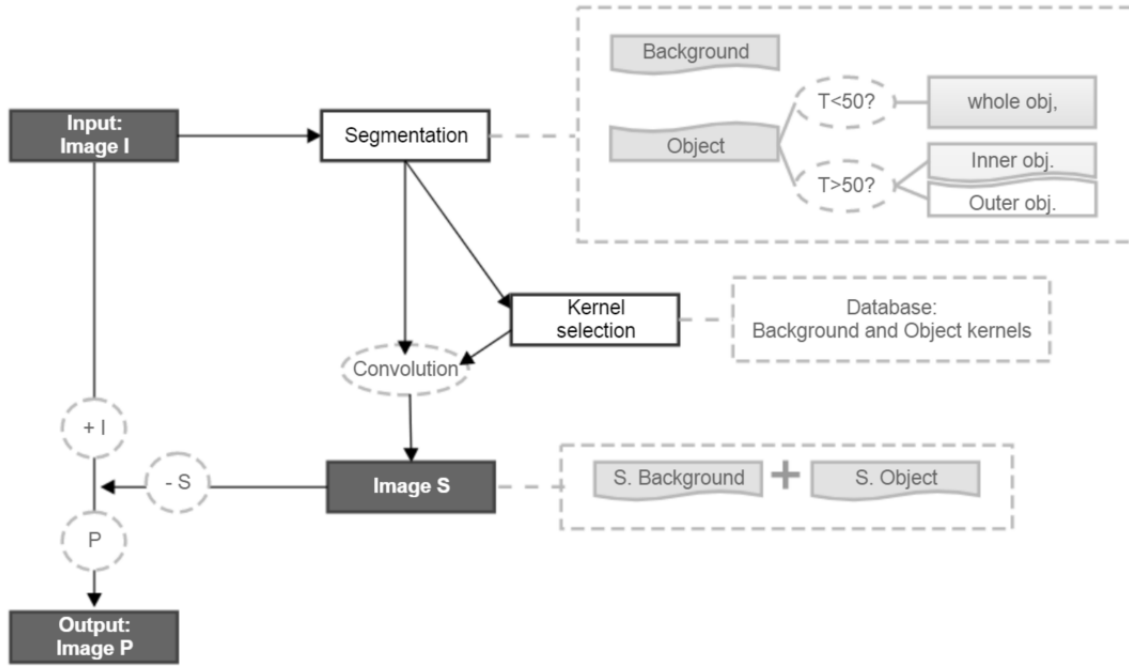 Background
T<50?
whole obj,
Input:
Image I
Segmentation
Object
Inner obj.
T>50?
Outer obj.
Kernel
selection
Database:
Background and Object kernels
Convolution
+ I
- S
Image S
S. Background
+
S. Object
P
Output:
Image P